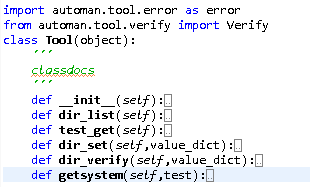 import automan.tool.error as error
from automan.tool.verify import Verify
class Tool(object):
'''
classdocs
'''
def __init__(self):
def dir_list(self):
def test_get(self):
def dir_set(self,value_dict):
def dir_verify(self,value_dict):
def getsystem(self,test):